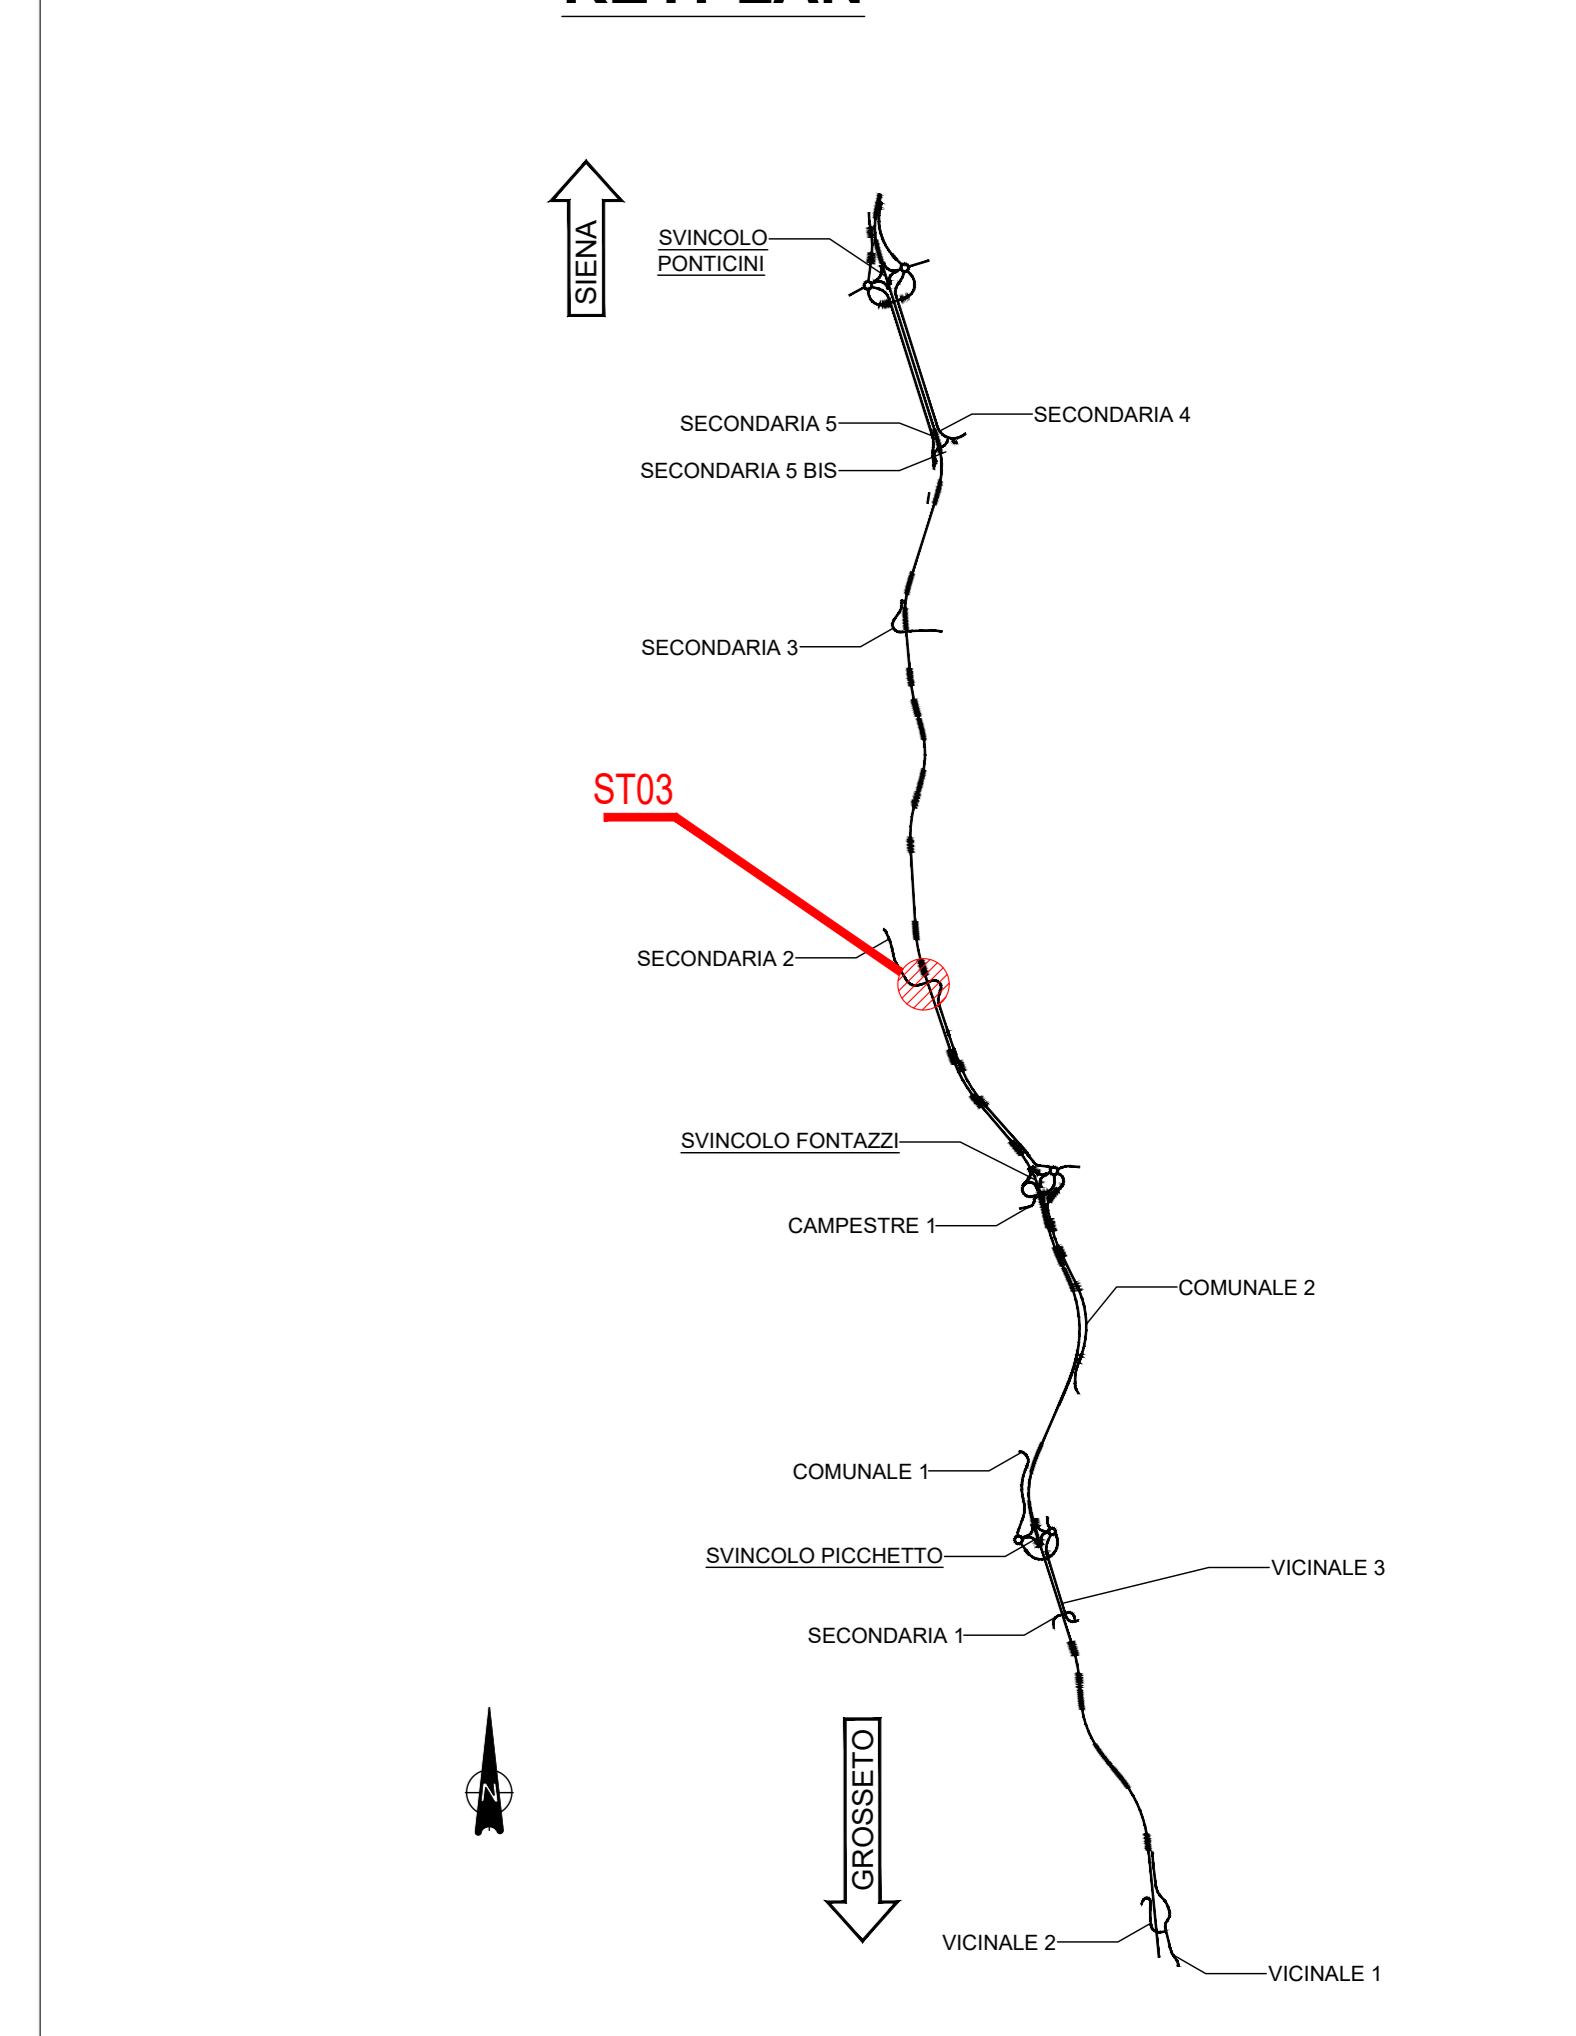 KEYPLAN
SIENA
SVINCOLO
PONTICINI
SECONDARIA 4
SECONDARIA 5
SECONDARIA 5 BIS
SECONDARIA 3
ST03
SECONDARIA 2
SVINCOLO FONTAZZI
CAMPESTRE 1
COMUNALE 2
COMUNALE 1
SVINCOLO PICCHETTO
VICINALE 3
SECONDARIA 1
GROSSETO
N
VICINALE 2
VICINALE 1